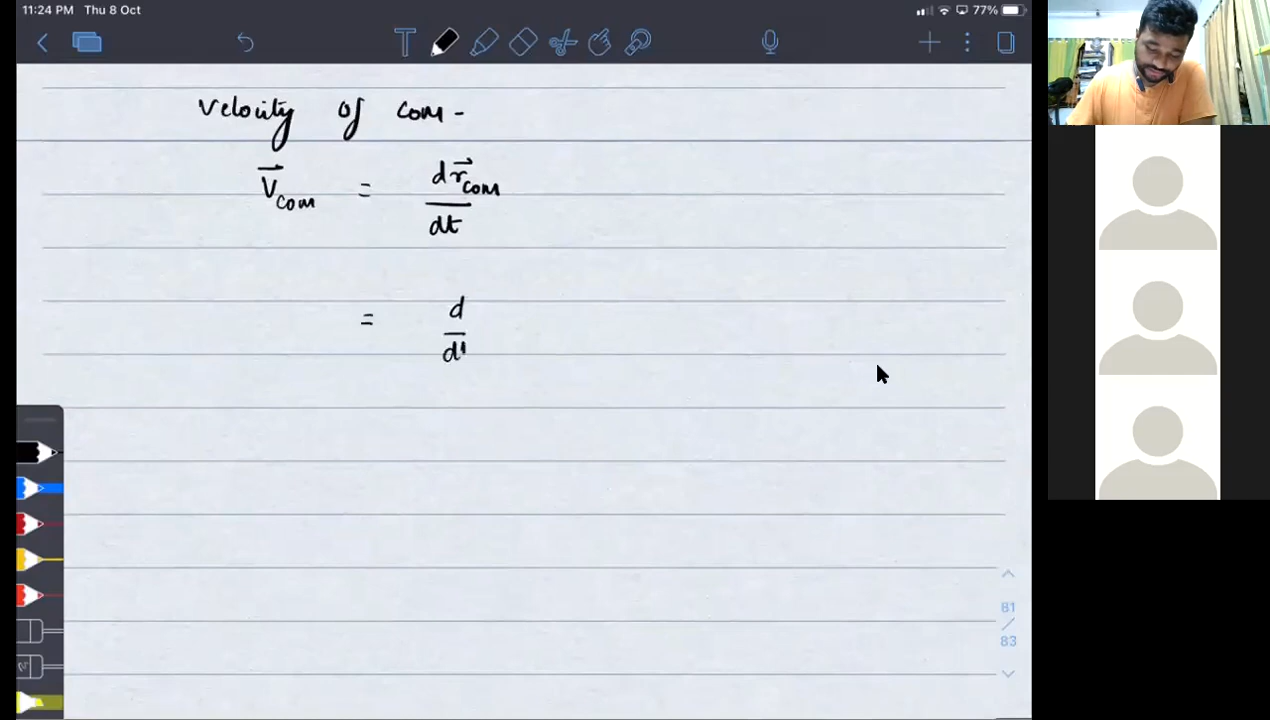 11:24 PM Thu 8 Oct
77%
T
Velocity of com -
V⃗com = dr⃗com
dt
= d
dt
81
/
83